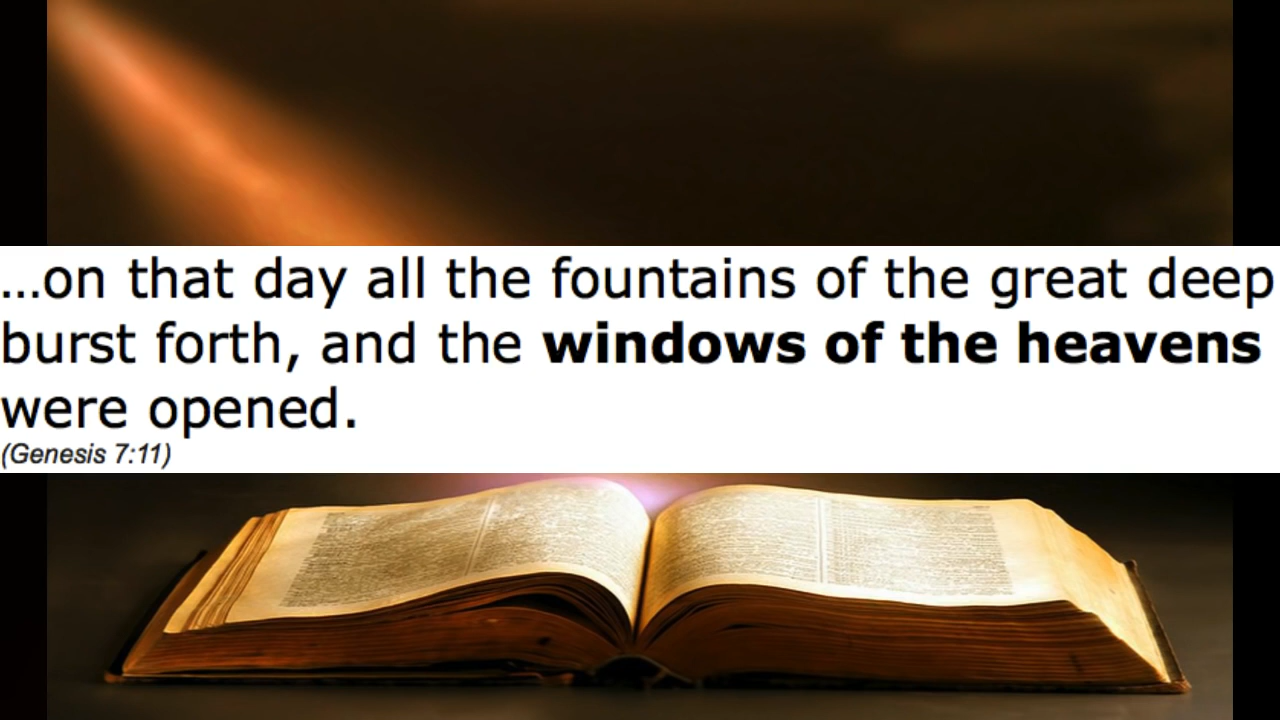 ...on that day all the fountains of the great deep
burst forth, and the windows of the heavens
were opened.
(Genesis 7:11)